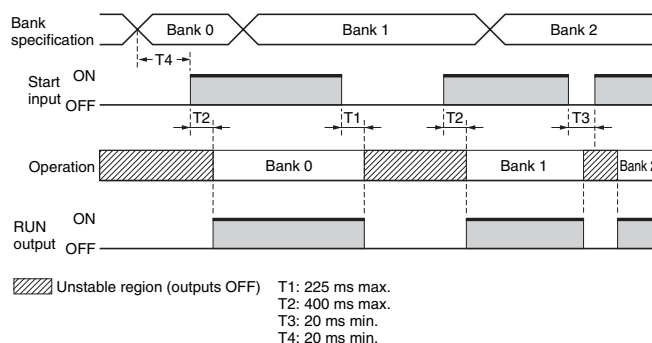 Bank
specification
Bank 0
Bank 1
Bank 2
T4
Start
input
ON
OFF
T2
T1
T2
T3
Operation
Bank 0
Bank 1
Bank 2
RUN
output
ON
OFF
Unstable region (outputs OFF)
T1: 225 ms max.
T2: 400 ms max.
T3: 20 ms min.
T4: 20 ms min.